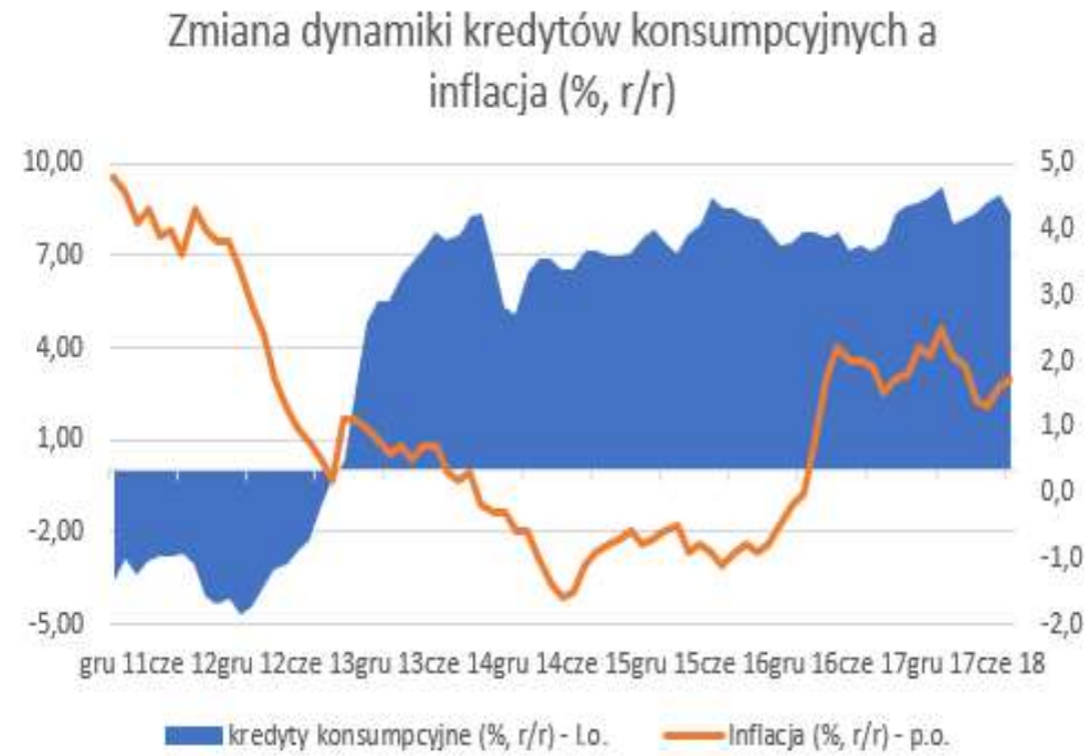 Zmiana dynamiki kredytów konsumpcyjnych a
inflacja (%, r/r)
10,00
7,00
4,00
1,00
-2,00
-5,00
5,0
4,0
3,0
2,0
1,0
0,0
-1,0
-2,0
gru 11cze 12gru 12cze 13gru 13cze 14gru 14cze 15gru 15cze 16gru 16cze 17gru 17cze 18
kredyty konsumpcyjne (%, r/r) - l.o.
Inflacja (%, r/r) - p.o.